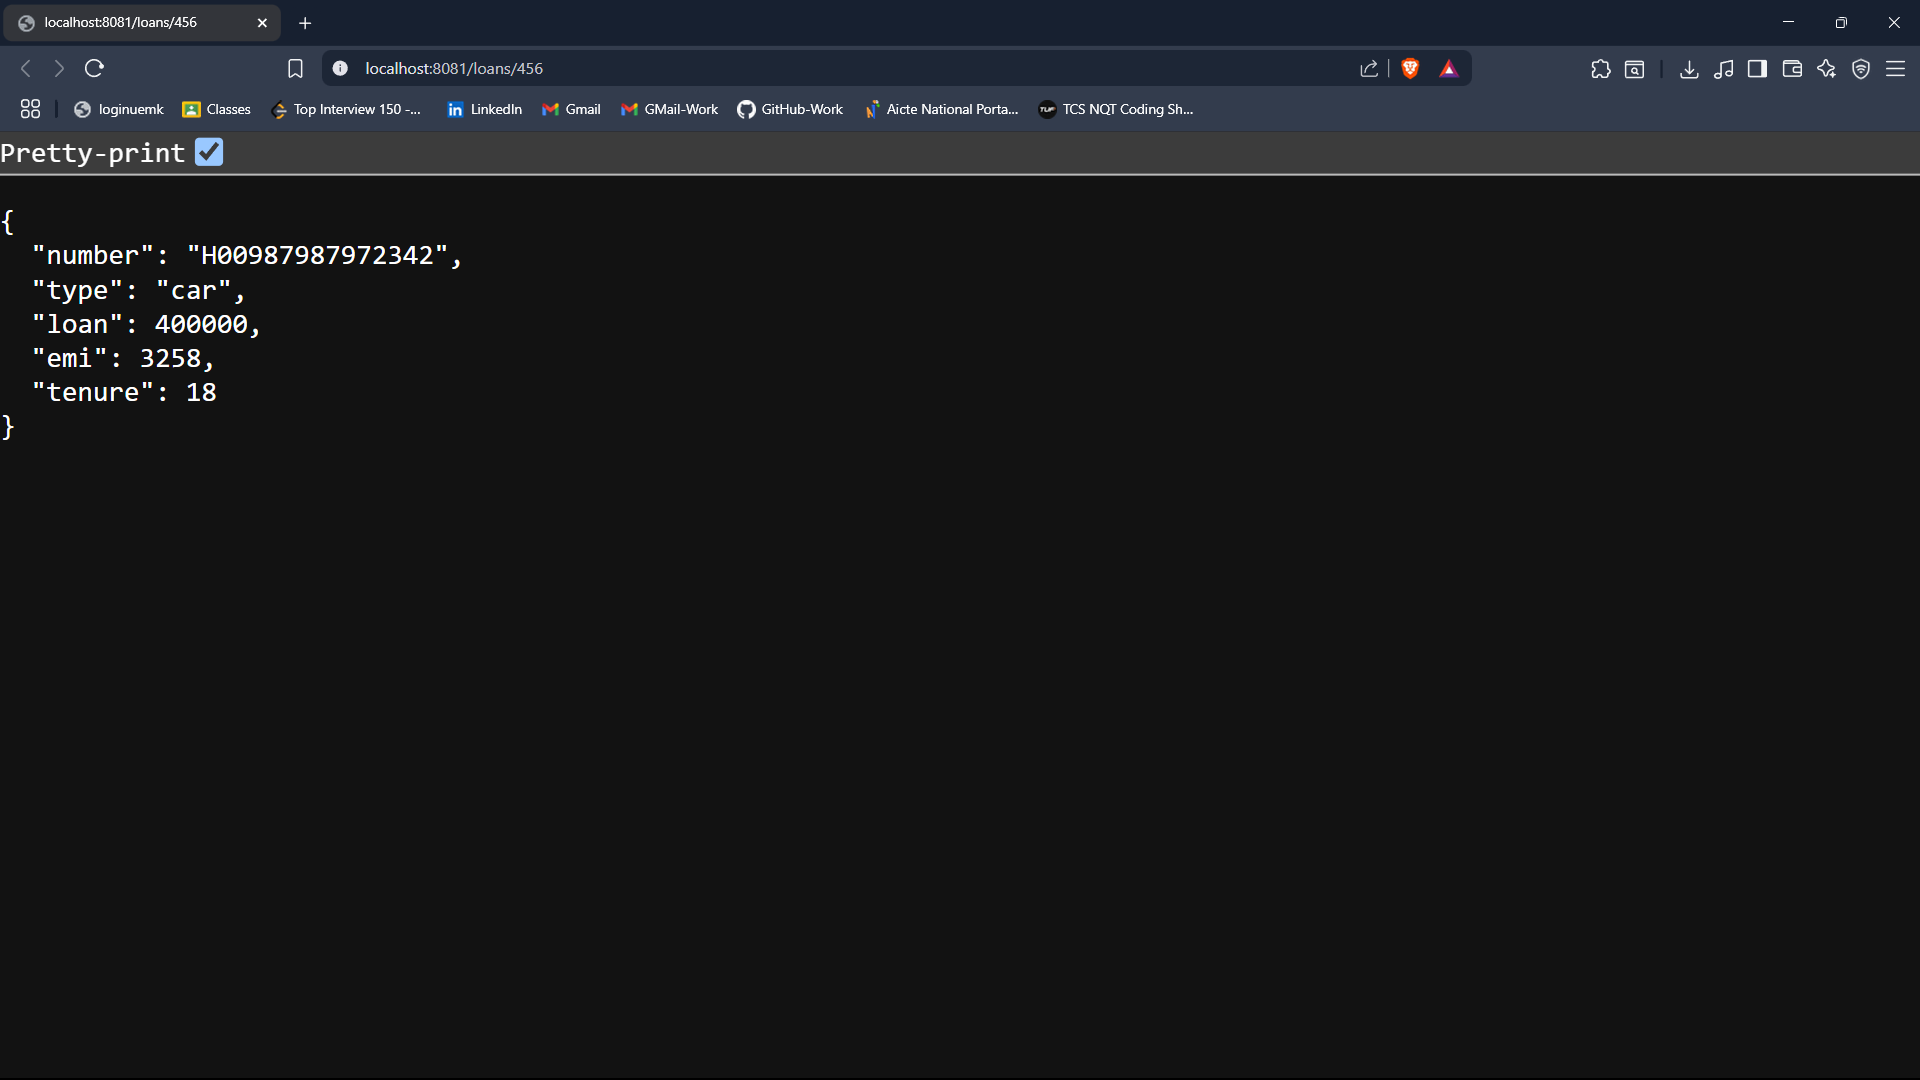 localhost:8081/loans/456
localhost:8081/loans/456
loginuemk Classes Top Interview 150 -... LinkedIn Gmail GMail-Work GitHub-Work Aicte National Porta... TUF TCS NQT Coding Sh...
Pretty-print
{
"number": "H00987987972342",
"type": "car",
"loan": 400000,
"emi": 3258,
"tenure": 18
}